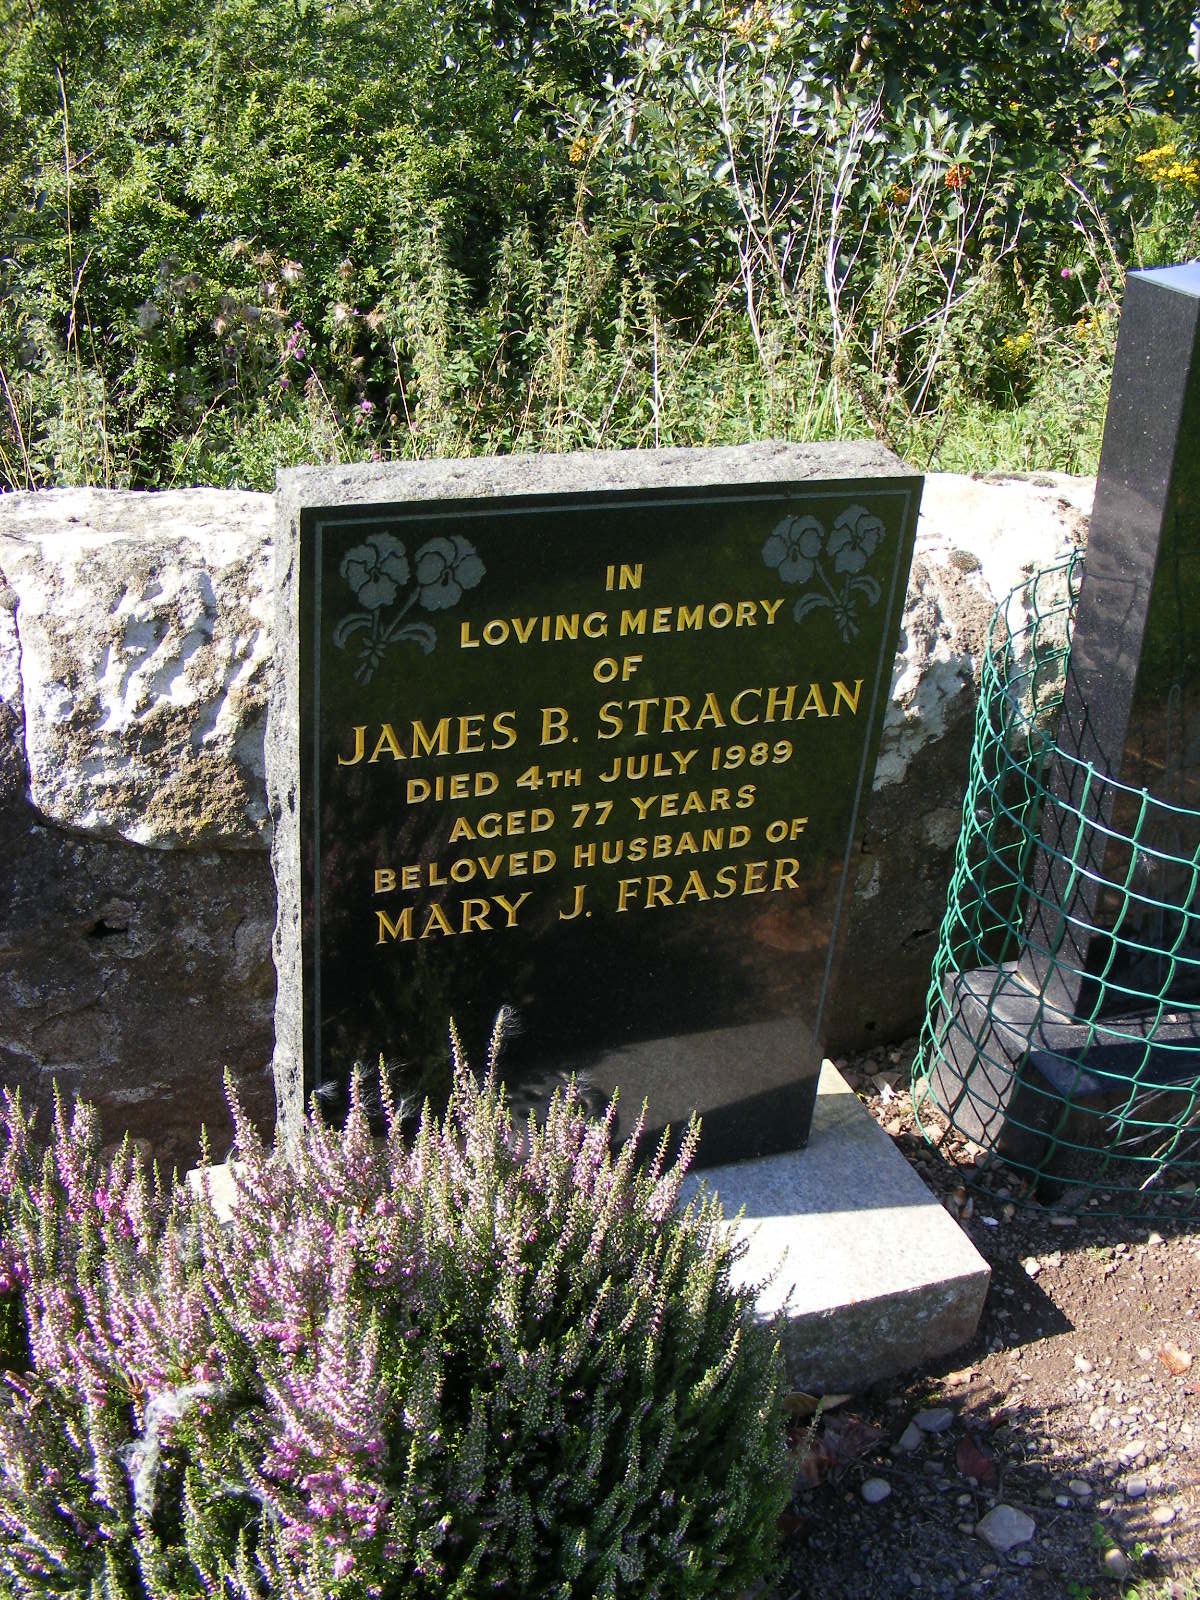 IN
LOVING MEMORY
OF
JAMES B. STRACHAN
DIED 4TH JULY 1989
AGED 77 YEARS
BELOVED HUSBAND OF
MARY J. FRASER